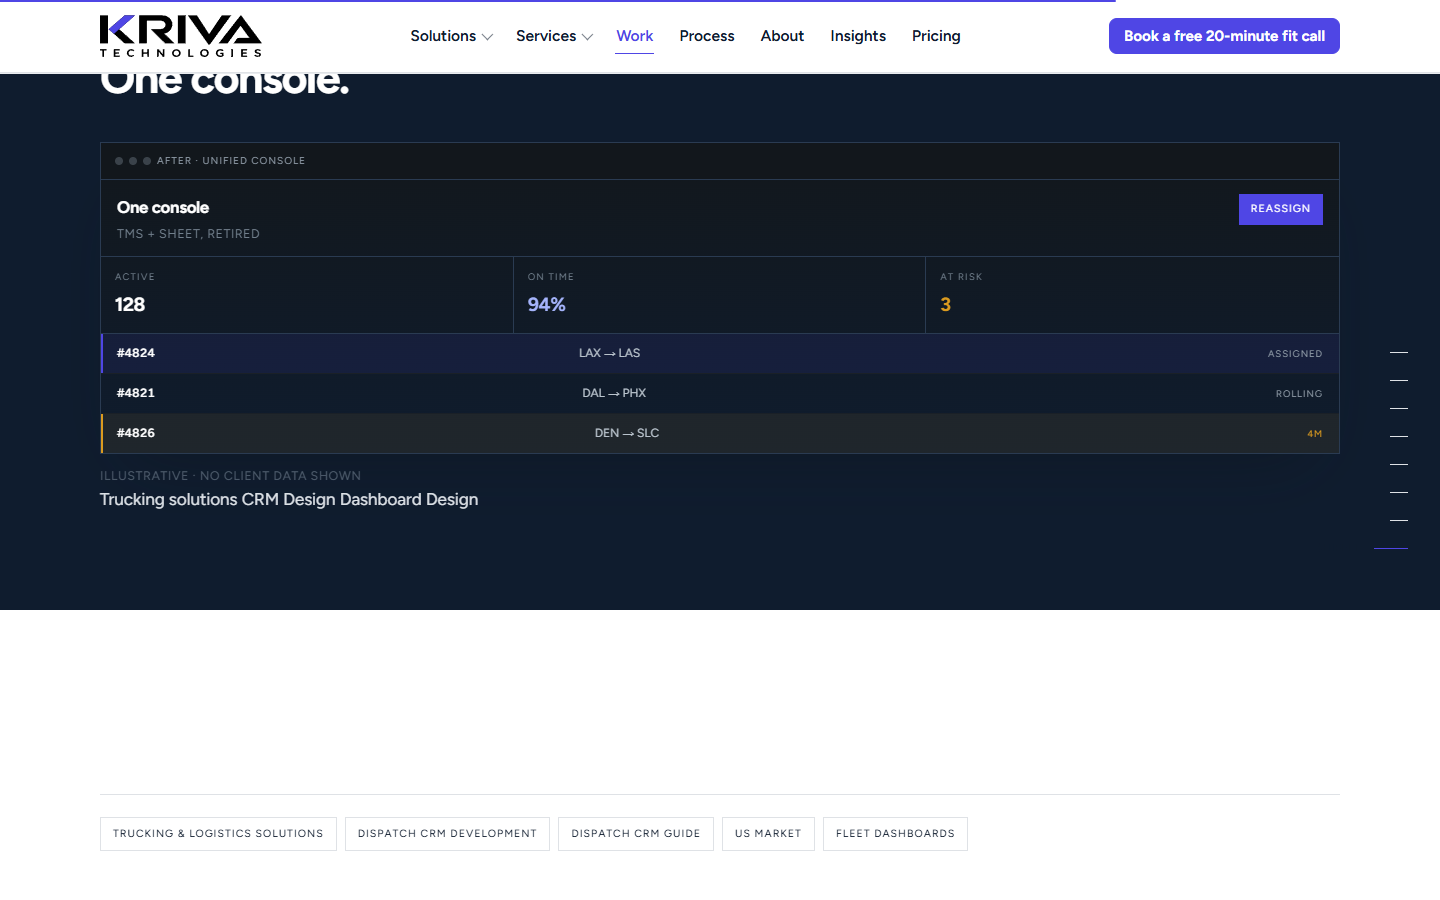 KRIVA
TECHNOLOGIES
Solutions Services Work Process About Insights Pricing
Book a free 20-minute fit call
One console.
AFTER · UNIFIED CONSOLE
One console
TMS + SHEET, RETIRED
REASSIGN
ACTIVE ON TIME AT RISK
128 94% 3
#4824 LAX → LAS ASSIGNED
#4821 DAL → PHX ROLLING
#4826 DEN → SLC 4M
ILLUSTRATIVE · NO CLIENT DATA SHOWN
Trucking solutions CRM Design Dashboard Design
TRUCKING & LOGISTICS SOLUTIONS DISPATCH CRM DEVELOPMENT DISPATCH CRM GUIDE US MARKET FLEET DASHBOARDS